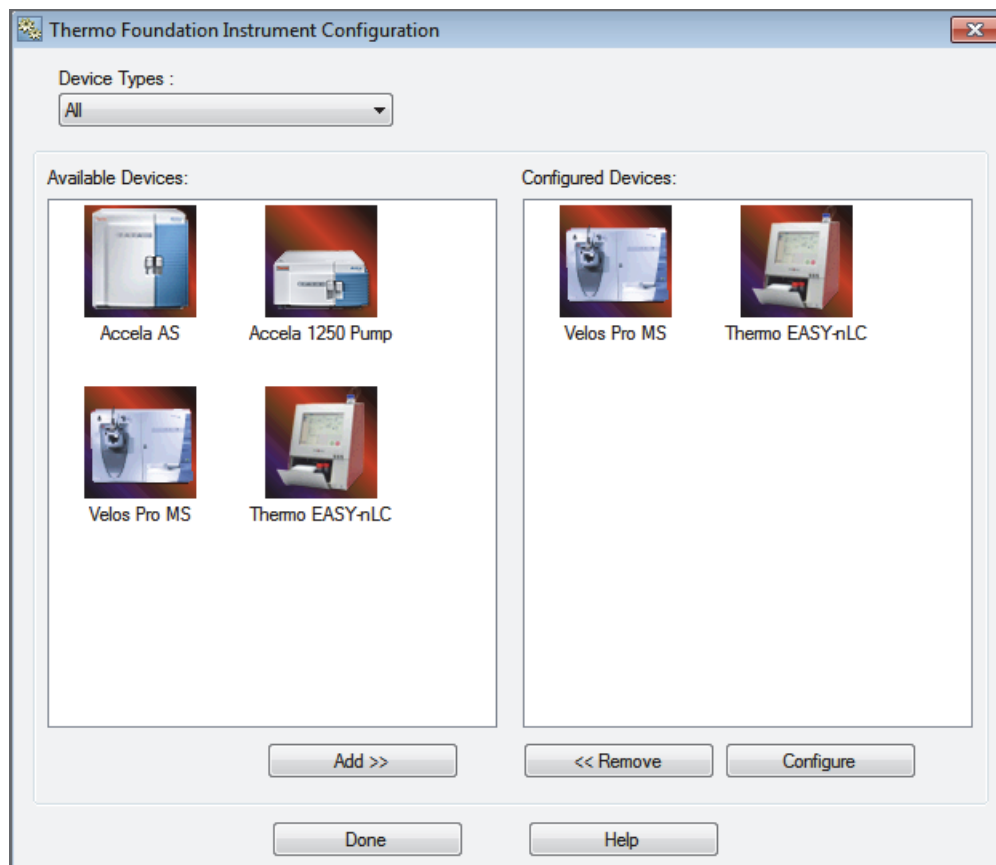 Thermo Foundation Instrument Configuration
Device Types :
All
Available Devices:
Configured Devices:
Accela AS
Accela 1250 Pump
Velos Pro MS
Thermo EASY-nLC
Velos Pro MS
Thermo EASY-nLC
Add >>
<< Remove
Configure
Done
Help